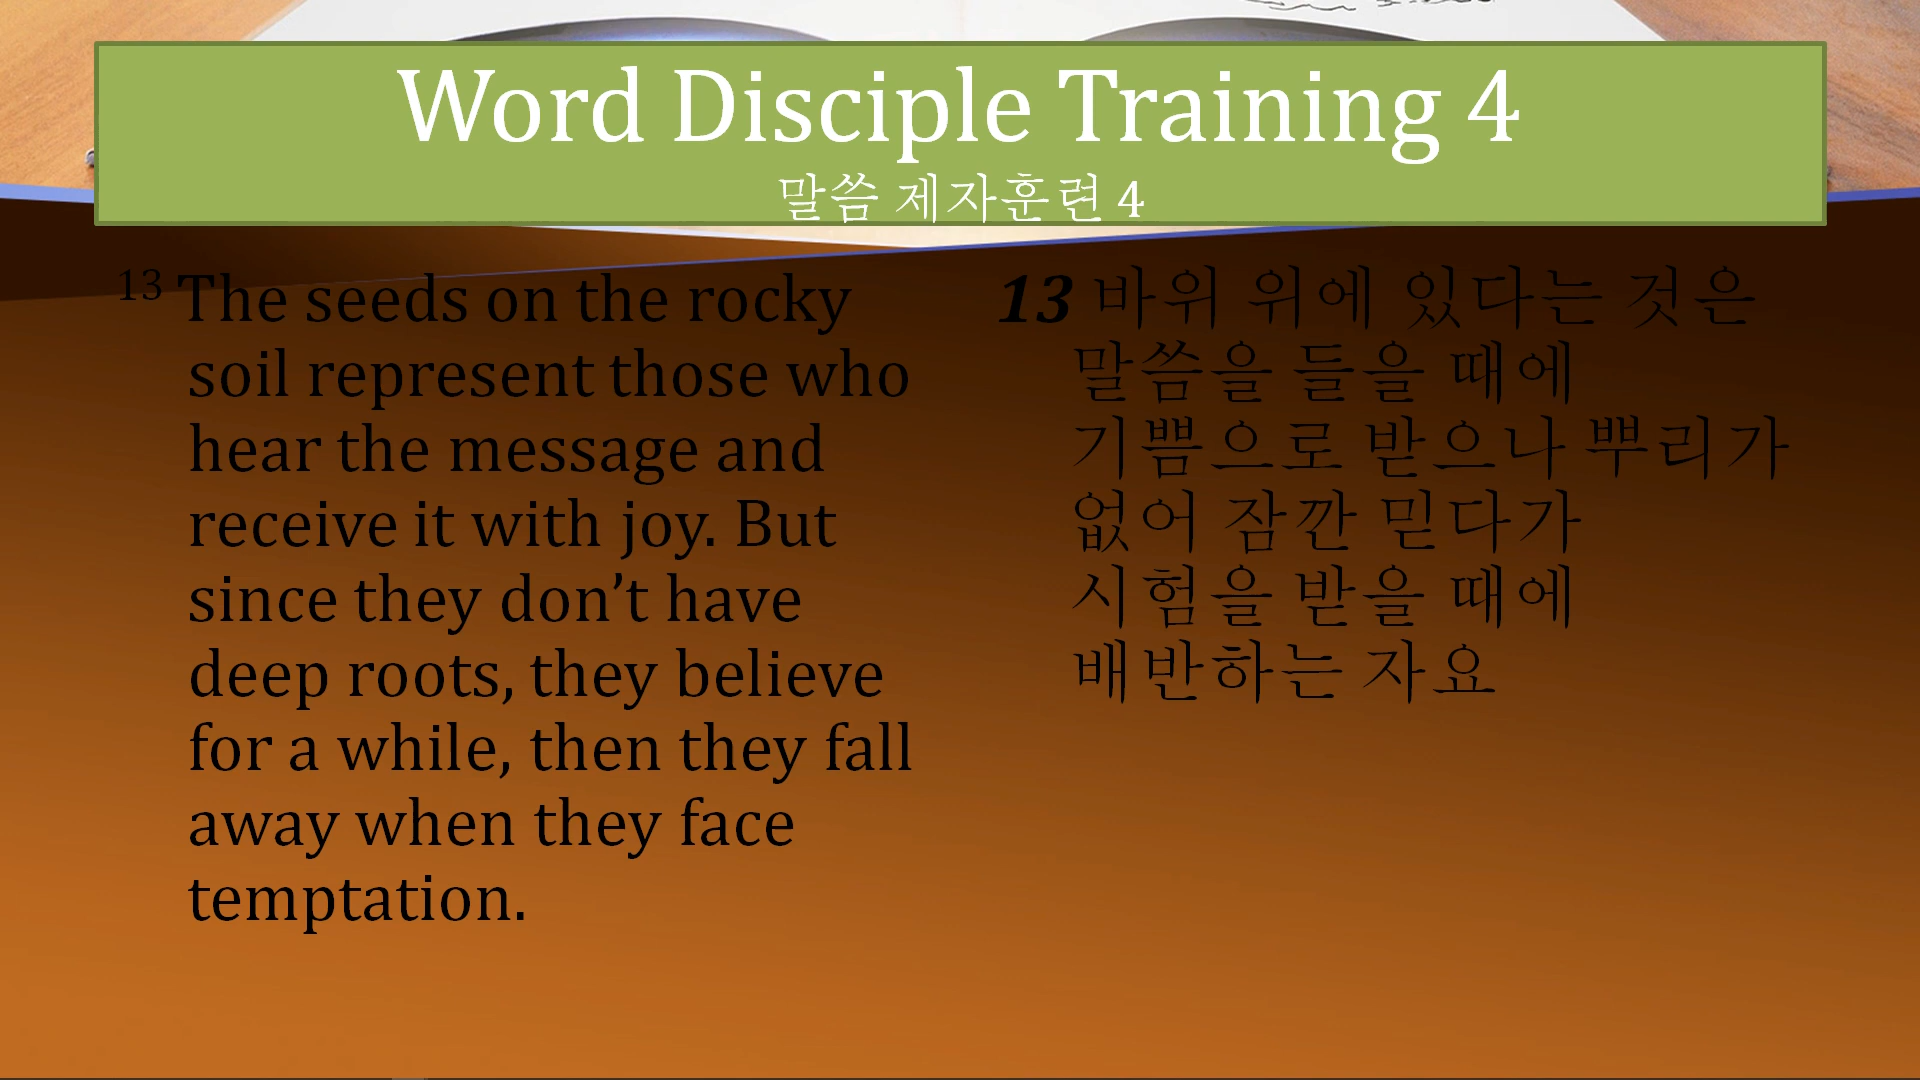 Word Disciple Training 4
말씀 제자훈련 4
13 The seeds on the rocky
soil represent those who
hear the message and
receive it with joy. But
since they don’t have
deep roots, they believe
for a while, then they fall
away when they face
temptation.
13 바위 위에 있다는 것은
말씀을 들을 때에
기쁨으로 받으나 뿌리가
없어 잠깐 믿다가
시험을 받을 때에
배반하는 자요